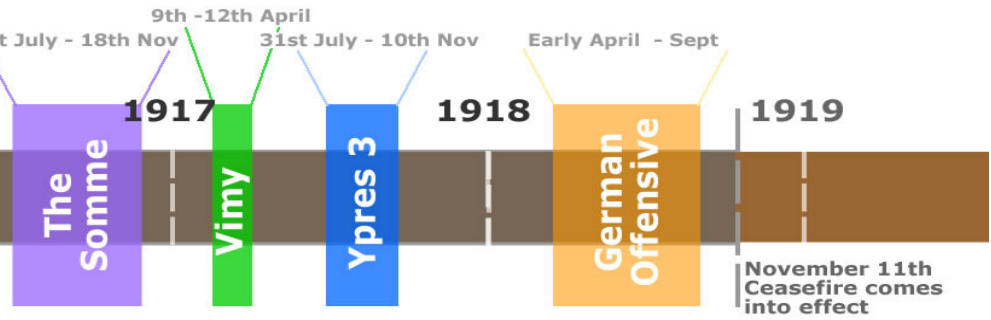 9th -12th April
t July - 18th Nov
31st July - 10th Nov
Early April - Sept
1917
1918
1919
The
Somme
Vimy
Ypres 3
German
Offensive
November 11th
Ceasefire comes
into effect